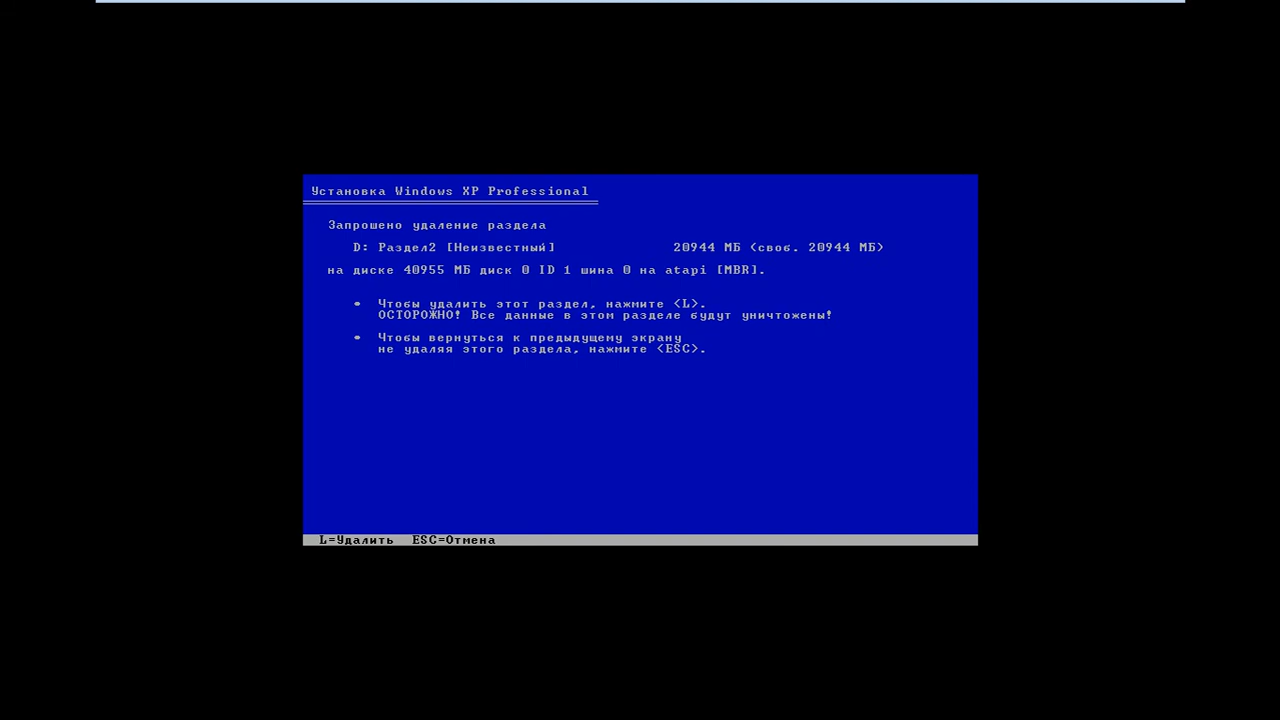 Установка Windows XP Professional
Запрошено удаление раздела
D: Раздел2 [Неизвестный] 20944 МБ (своб. 20944 МБ)
на диске 40955 МБ диск 0 ID 1 шина 0 на atapi [MBR].
• Чтобы удалить этот раздел, нажмите <L>.
ОСТОРОЖНО! Все данные в этом разделе будут уничтожены!
• Чтобы вернуться к предыдущему экрану
не удаляя этого раздела, нажмите <ESC>.
L=Удалить ESC=Отмена